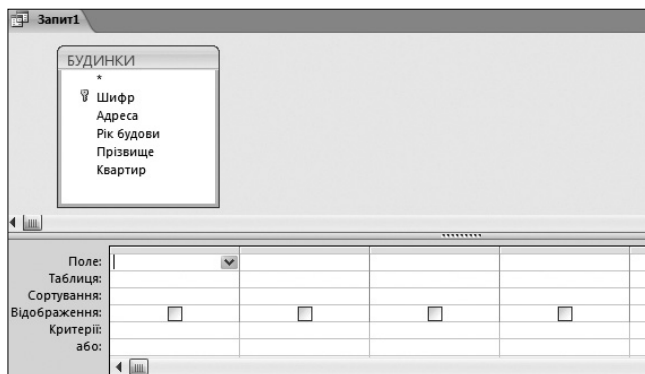 Запит1
БУДИНКИ
*
Шифр
Адреса
Рік будови
Прізвище
Квартир
Поле:
Таблиця:
Сортування:
Відображення:
Критерії:
або: